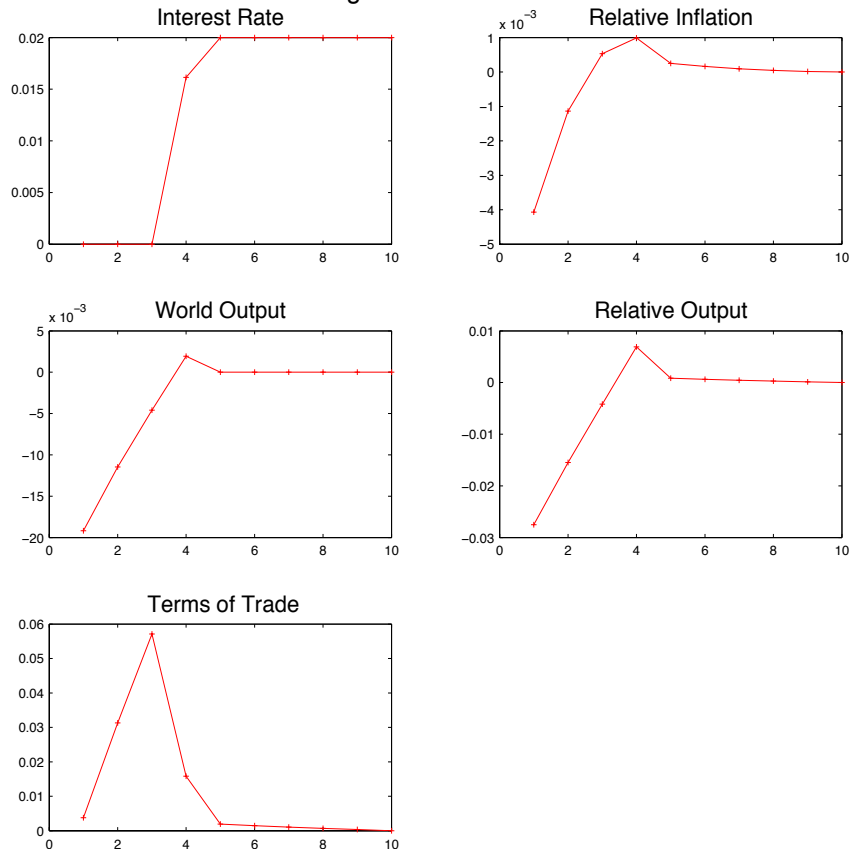 Interest Rate
0.02
0.015
0.01
0.005
0
0 2 4 6 8 10
Relative Inflation
x 10⁻³
1
0
−1
−2
−3
−4
−5
0 2 4 6 8 10
World Output
x 10⁻³
5
0
−5
−10
−15
−20
0 2 4 6 8 10
Relative Output
0.01
0
−0.01
−0.02
−0.03
0 2 4 6 8 10
Terms of Trade
0.06
0.05
0.04
0.03
0.02
0.01
0
0 2 4 6 8 10